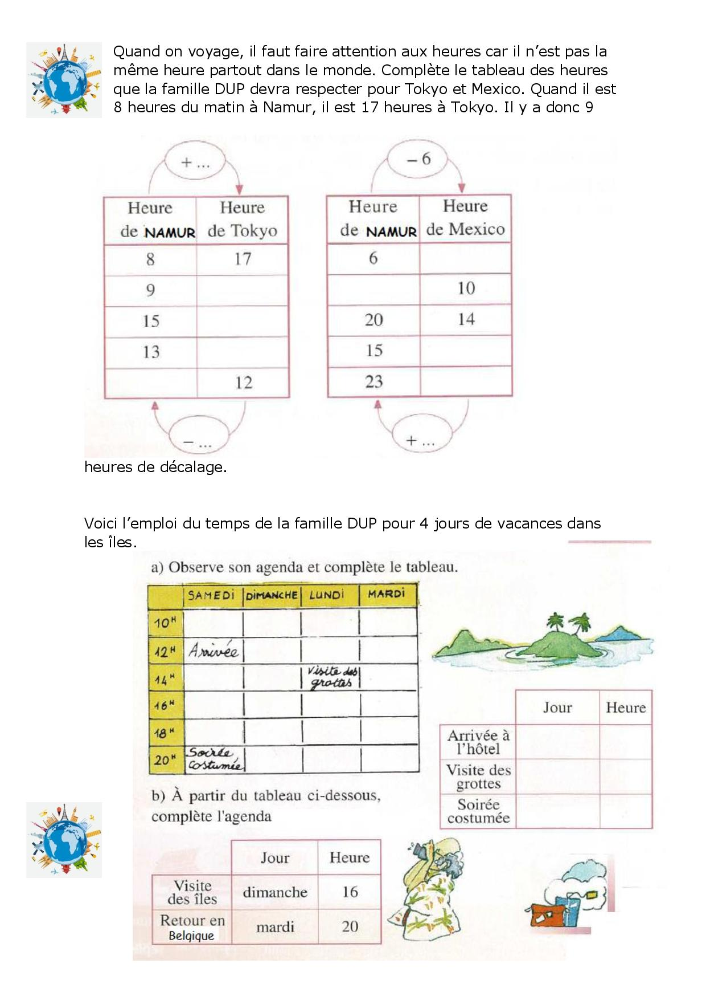 Quand on voyage, il faut faire attention aux heures car il n’est pas la
même heure partout dans le monde. Complète le tableau des heures
que la famille DUP devra respecter pour Tokyo et Mexico. Quand il est
8 heures du matin à Namur, il est 17 heures à Tokyo. Il y a donc 9
+ ...
Heure Heure
de NAMUR de Tokyo
8 17
9
15
13
12
– ...
– 6
Heure Heure
de NAMUR de Mexico
6
10
20 14
15
23
+ ...
heures de décalage.
Voici l’emploi du temps de la famille DUP pour 4 jours de vacances dans
les îles.
a) Observe son agenda et complète le tableau.
SAMEDI DIMANCHE LUNDI MARDI
10H
12H Arrivée
14H Visite des
grottes
16H
18H
20H Soirée
costumée
Jour Heure
Arrivée à
l’hôtel
Visite des
grottes
Soirée
costumée
b) À partir du tableau ci-dessous,
complète l'agenda
Jour Heure
Visite
des îles dimanche 16
Retour en
Belgique mardi 20